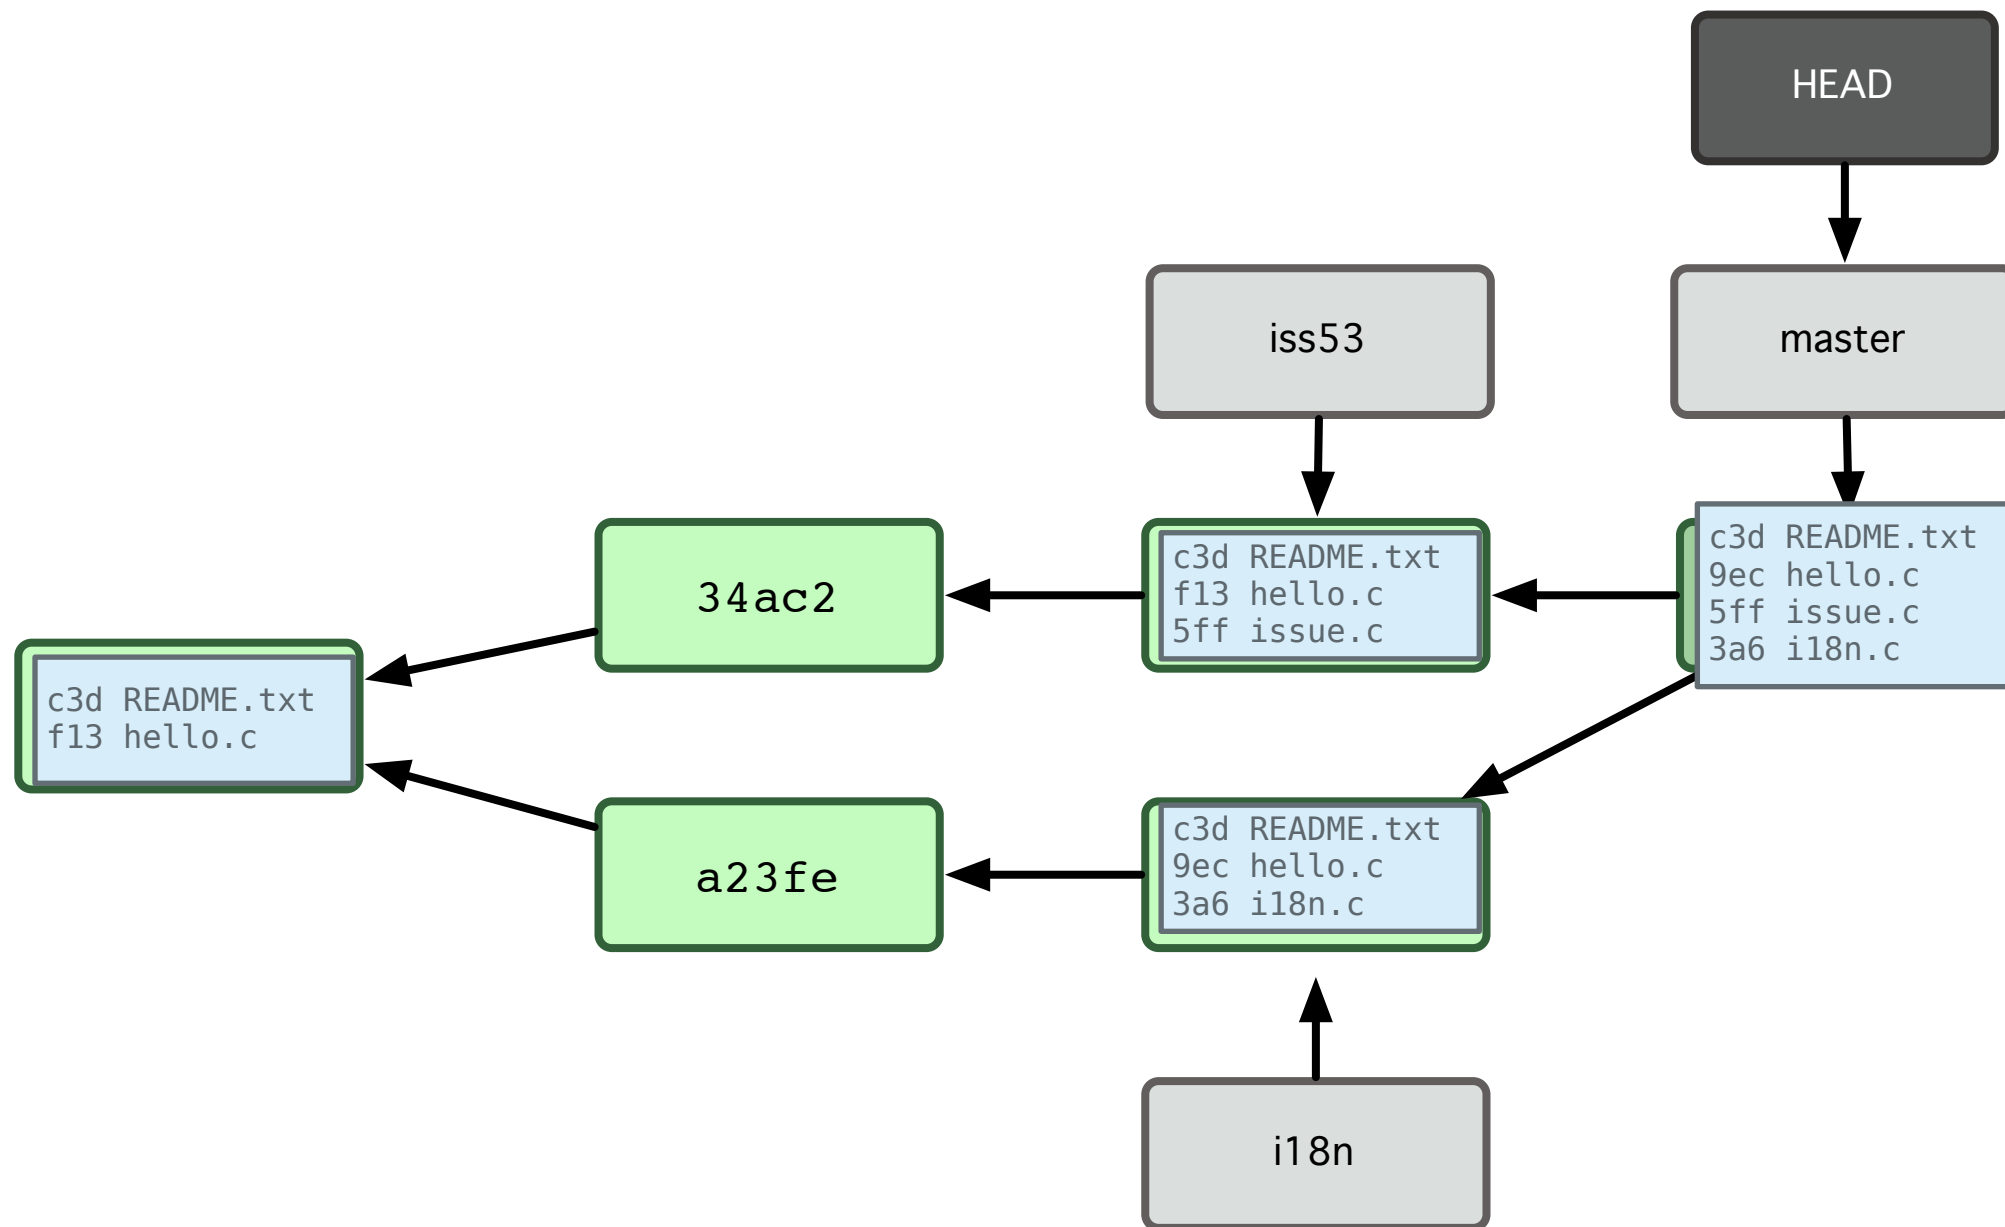 HEAD
iss53
master
34ac2
c3d README.txt
f13 hello.c
5ff issue.c
c3d README.txt
9ec hello.c
5ff issue.c
3a6 i18n.c
c3d README.txt
f13 hello.c
a23fe
c3d README.txt
9ec hello.c
3a6 i18n.c
i18n